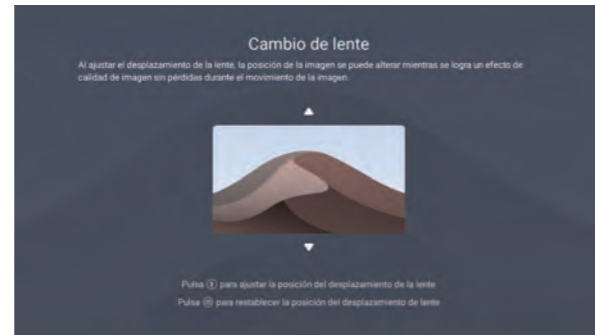 Cambio de lente
Al ajustar el desplazamiento de la lente, la posición de la imagen se puede alterar mientras se logra un efecto de
calidad de imagen sin pérdidas durante el movimiento de la imagen.
Pulsa para ajustar la posición del desplazamiento de la lente
Pulsa para restablecer la posición del desplazamiento de lente